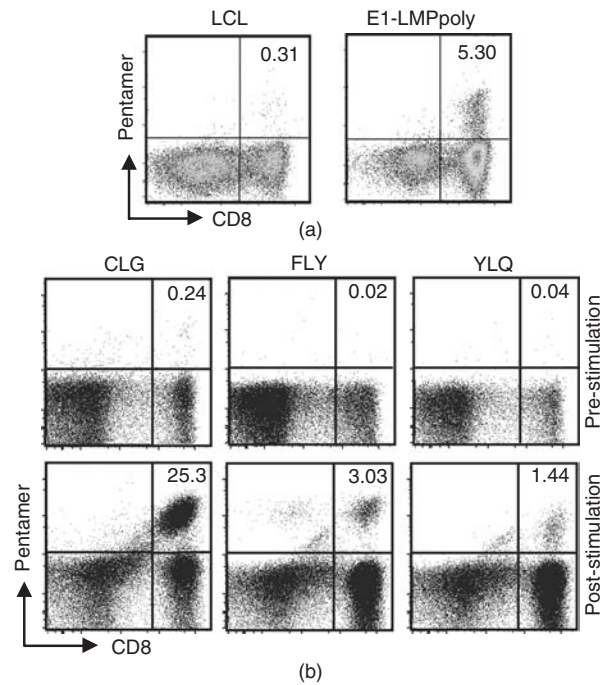 LCL E1-LMPpoly
0.31 5.30
Pentamer
CD8
(a)
CLG FLY YLQ
0.24 0.02 0.04
Pre-stimulation
25.3 3.03 1.44
Pentamer
Post-stimulation
CD8
(b)